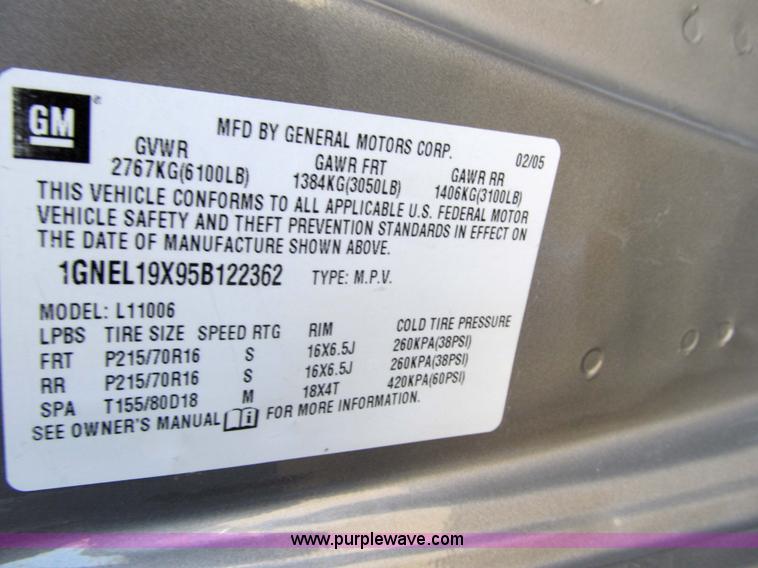 GM
MFD BY GENERAL MOTORS CORP. 02/05
GVWR GAWR FRT GAWR RR
2767KG(6100LB) 1384KG(3050LB) 1406KG(3100LB)
THIS VEHICLE CONFORMS TO ALL APPLICABLE U.S. FEDERAL MOTOR
VEHICLE SAFETY AND THEFT PREVENTION STANDARDS IN EFFECT ON
THE DATE OF MANUFACTURE SHOWN ABOVE.
1GNEL19X95B122362 TYPE: M.P.V.
MODEL: L11006
LPBS TIRE SIZE SPEED RTG RIM COLD TIRE PRESSURE
FRT P215/70R16 S 16X6.5J 260KPA(38PSI)
RR P215/70R16 S 16X6.5J 260KPA(38PSI)
SPA T155/80D18 M 18X4T 420KPA(60PSI)
SEE OWNER'S MANUAL FOR MORE INFORMATION.
www.purplewave.com